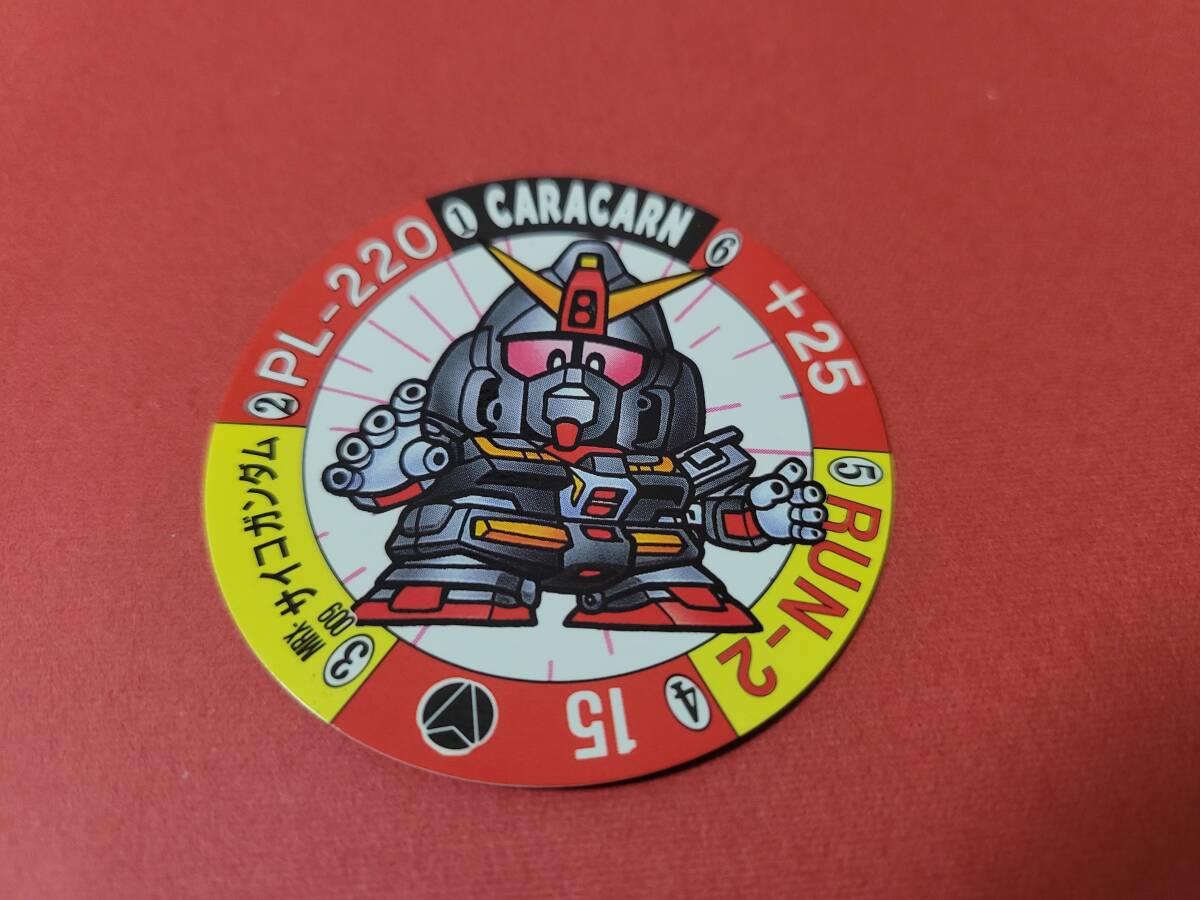 ① CARACARN
② PL-220
③ MRX-009 サイコガンダム
④ 15
⑤ RUN-2
⑥ +25
B